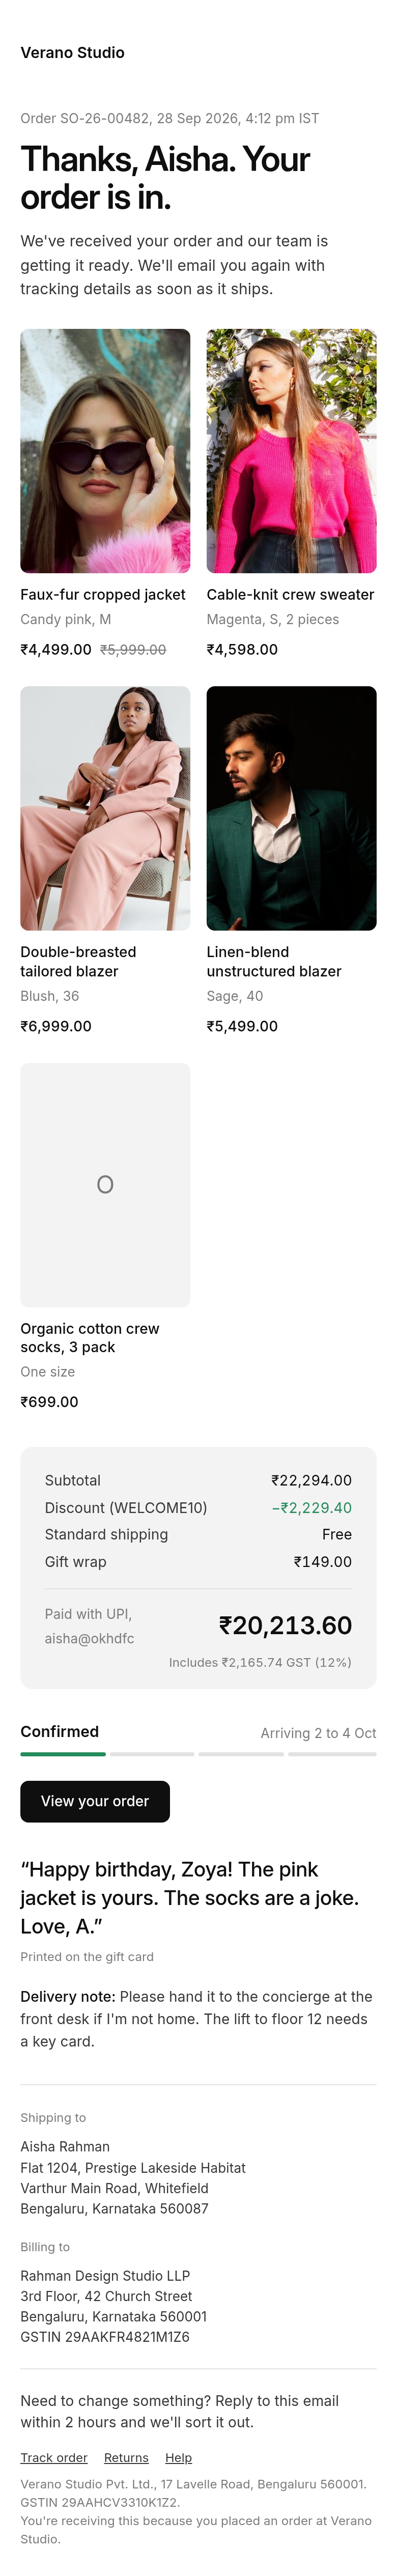 Verano Studio
Order SO-26-00482, 28 Sep 2026, 4:12 pm IST
Thanks, Aisha. Your
order is in.
We've received your order and our team is
getting it ready. We'll email you again with
tracking details as soon as it ships.
Faux-fur cropped jacket
Candy pink, M
₹4,499.00 ₹5,999.00
Cable-knit crew sweater
Magenta, S, 2 pieces
₹4,598.00
Double-breasted
tailored blazer
Blush, 36
₹6,999.00
Linen-blend
unstructured blazer
Sage, 40
₹5,499.00
O
Organic cotton crew
socks, 3 pack
One size
₹699.00
Subtotal ₹22,294.00
Discount (WELCOME10) −₹2,229.40
Standard shipping Free
Gift wrap ₹149.00
Paid with UPI,
aisha@okhdfc
₹20,213.60
Includes ₹2,165.74 GST (12%)
Confirmed Arriving 2 to 4 Oct
View your order
“Happy birthday, Zoya! The pink
jacket is yours. The socks are a joke.
Love, A.”
Printed on the gift card
Delivery note: Please hand it to the concierge at the
front desk if I'm not home. The lift to floor 12 needs
a key card.
Shipping to
Aisha Rahman
Flat 1204, Prestige Lakeside Habitat
Varthur Main Road, Whitefield
Bengaluru, Karnataka 560087
Billing to
Rahman Design Studio LLP
3rd Floor, 42 Church Street
Bengaluru, Karnataka 560001
GSTIN 29AAKFR4821M1Z6
Need to change something? Reply to this email
within 2 hours and we'll sort it out.
Track order Returns Help
Verano Studio Pvt. Ltd., 17 Lavelle Road, Bengaluru 560001.
GSTIN 29AAHCV3310K1Z2.
You're receiving this because you placed an order at Verano
Studio.